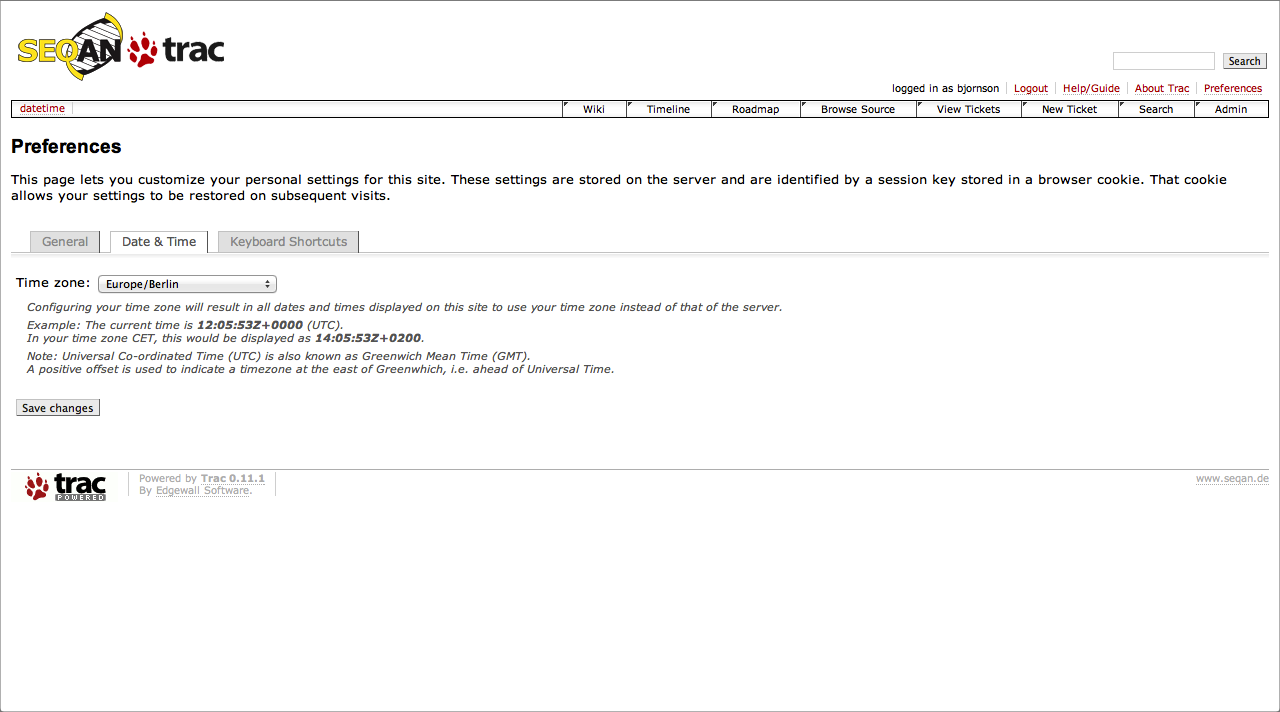 SEQAN trac
Search
logged in as bjornson Logout Help/Guide About Trac Preferences
datetime Wiki Timeline Roadmap Browse Source View Tickets New Ticket Search Admin
Preferences
This page lets you customize your personal settings for this site. These settings are stored on the server and are identified by a session key stored in a browser cookie. That cookie
allows your settings to be restored on subsequent visits.
General Date & Time Keyboard Shortcuts
Time zone: Europe/Berlin
Configuring your time zone will result in all dates and times displayed on this site to use your time zone instead of that of the server.
Example: The current time is 12:05:53Z+0000 (UTC).
In your time zone CET, this would be displayed as 14:05:53Z+0200.
Note: Universal Co-ordinated Time (UTC) is also known as Greenwich Mean Time (GMT).
A positive offset is used to indicate a timezone at the east of Greenwhich, i.e. ahead of Universal Time.
Save changes
trac
POWERED
Powered by Trac 0.11.1
By Edgewall Software.
www.seqan.de